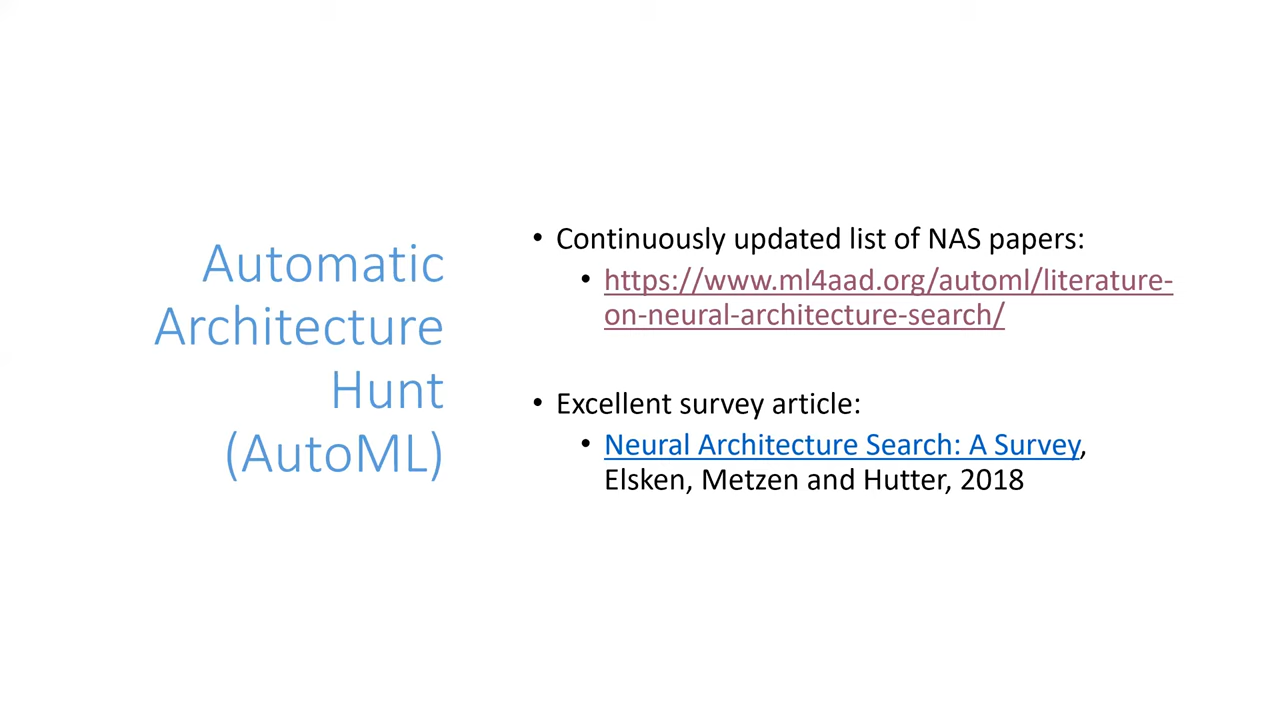 Automatic
Architecture
Hunt
(AutoML)
• Continuously updated list of NAS papers:
• https://www.ml4aad.org/automl/literature-
on-neural-architecture-search/
• Excellent survey article:
• Neural Architecture Search: A Survey,
Elsken, Metzen and Hutter, 2018